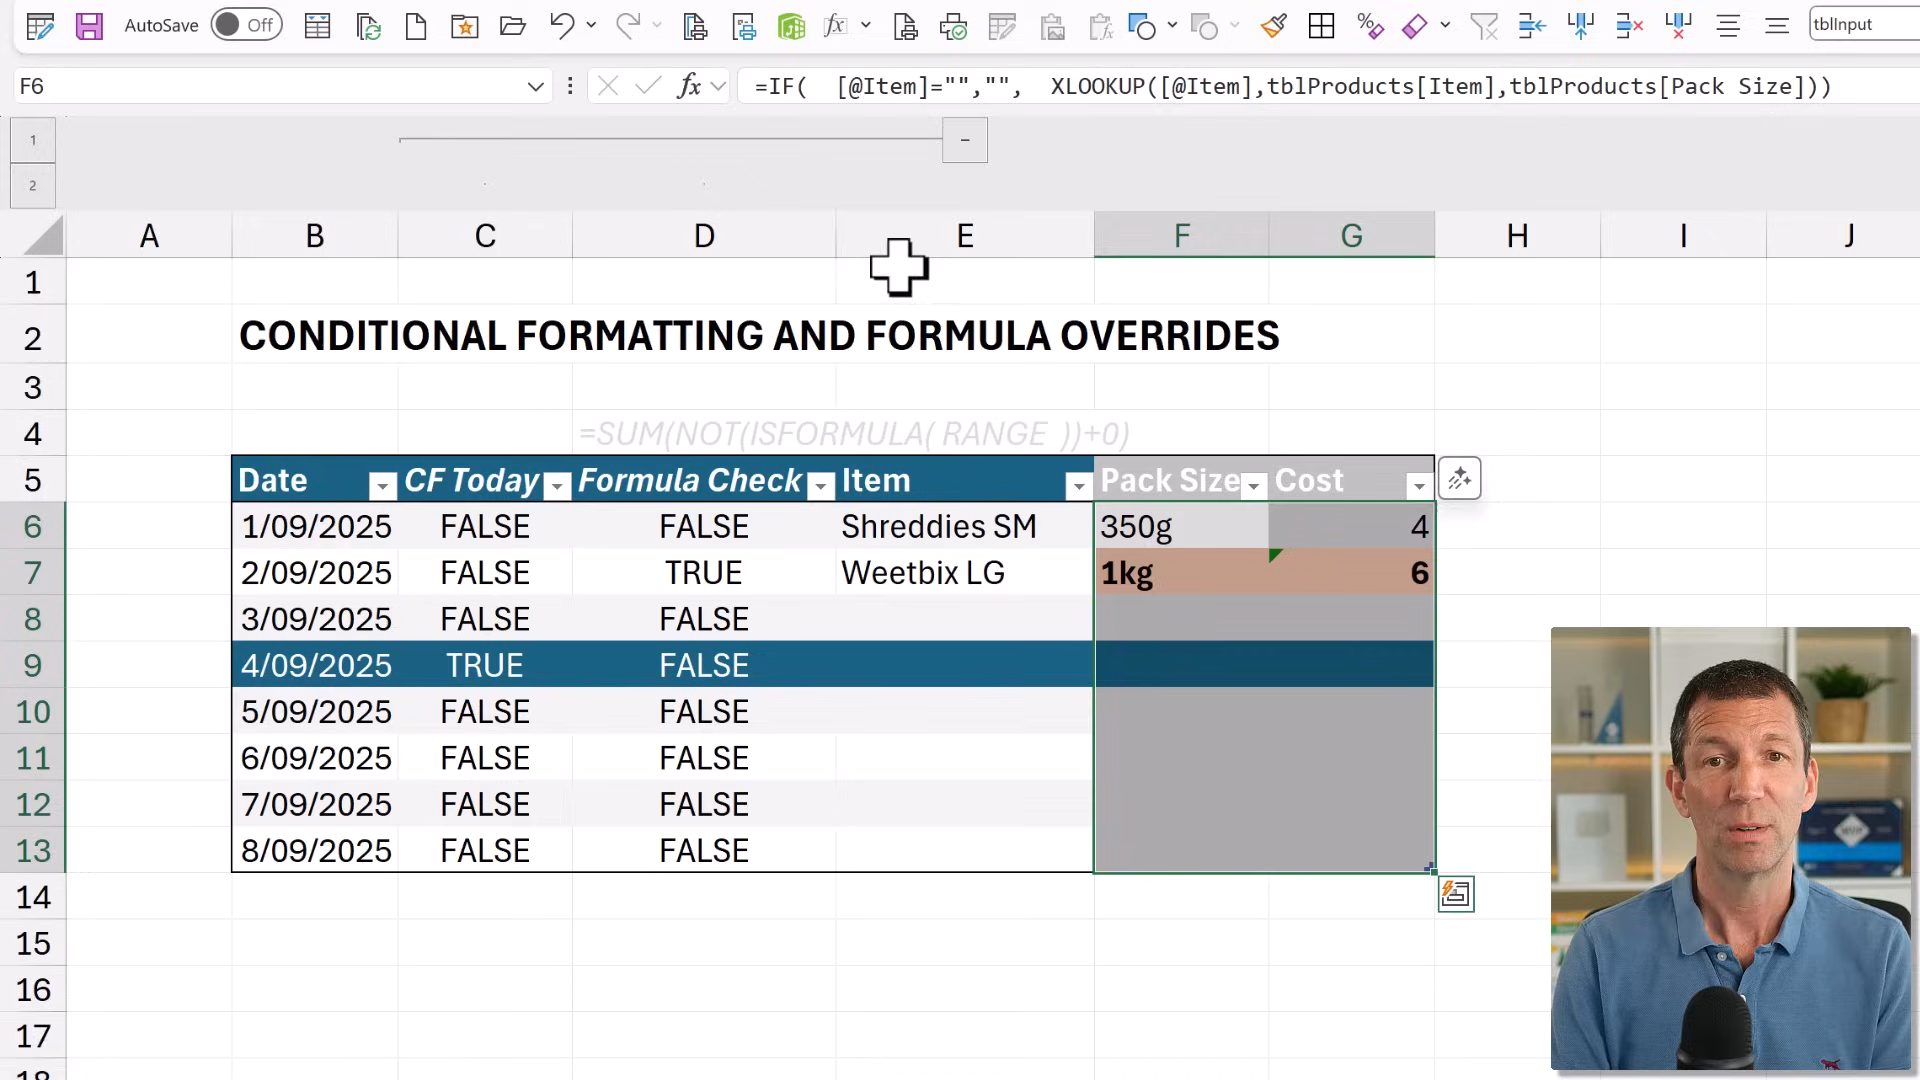 AutoSave Off tblInput
F6 fx =IF( [@Item]="","", XLOOKUP([@Item],tblProducts[Item],tblProducts[Pack Size]))
1
2
A B C D E F G H I J
1
2 CONDITIONAL FORMATTING AND FORMULA OVERRIDES
3
4 =SUM(NOT(ISFORMULA( RANGE ))+0)
5 Date CF Today Formula Check Item Pack Size Cost
6 1/09/2025 FALSE FALSE Shreddies SM 350g 4
7 2/09/2025 FALSE TRUE Weetbix LG 1kg 6
8 3/09/2025 FALSE FALSE
9 4/09/2025 TRUE FALSE
10 5/09/2025 FALSE FALSE
11 6/09/2025 FALSE FALSE
12 7/09/2025 FALSE FALSE
13 8/09/2025 FALSE FALSE
14
15
16
17
18